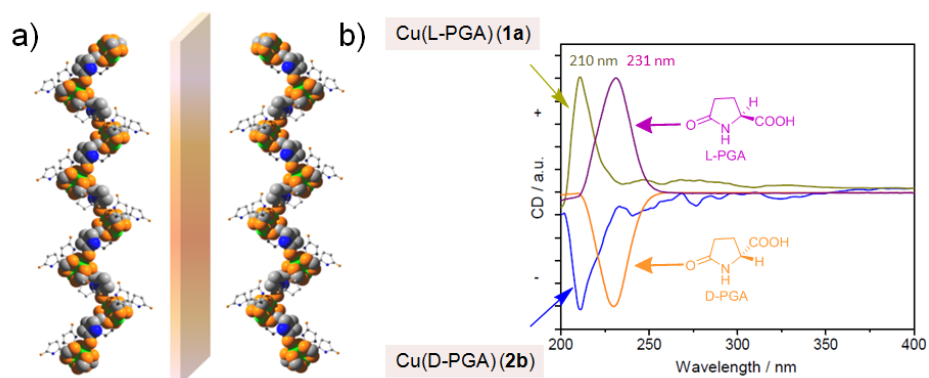 a)
b)
Cu(L-PGA) (1a)
210 nm
231 nm
H
COOH
O
N
H
L-PGA
+
CD / a.u.
-
COOH
H
O
N
H
D-PGA
Cu(D-PGA) (2b)
200 250 300 350 400
Wavelength / nm